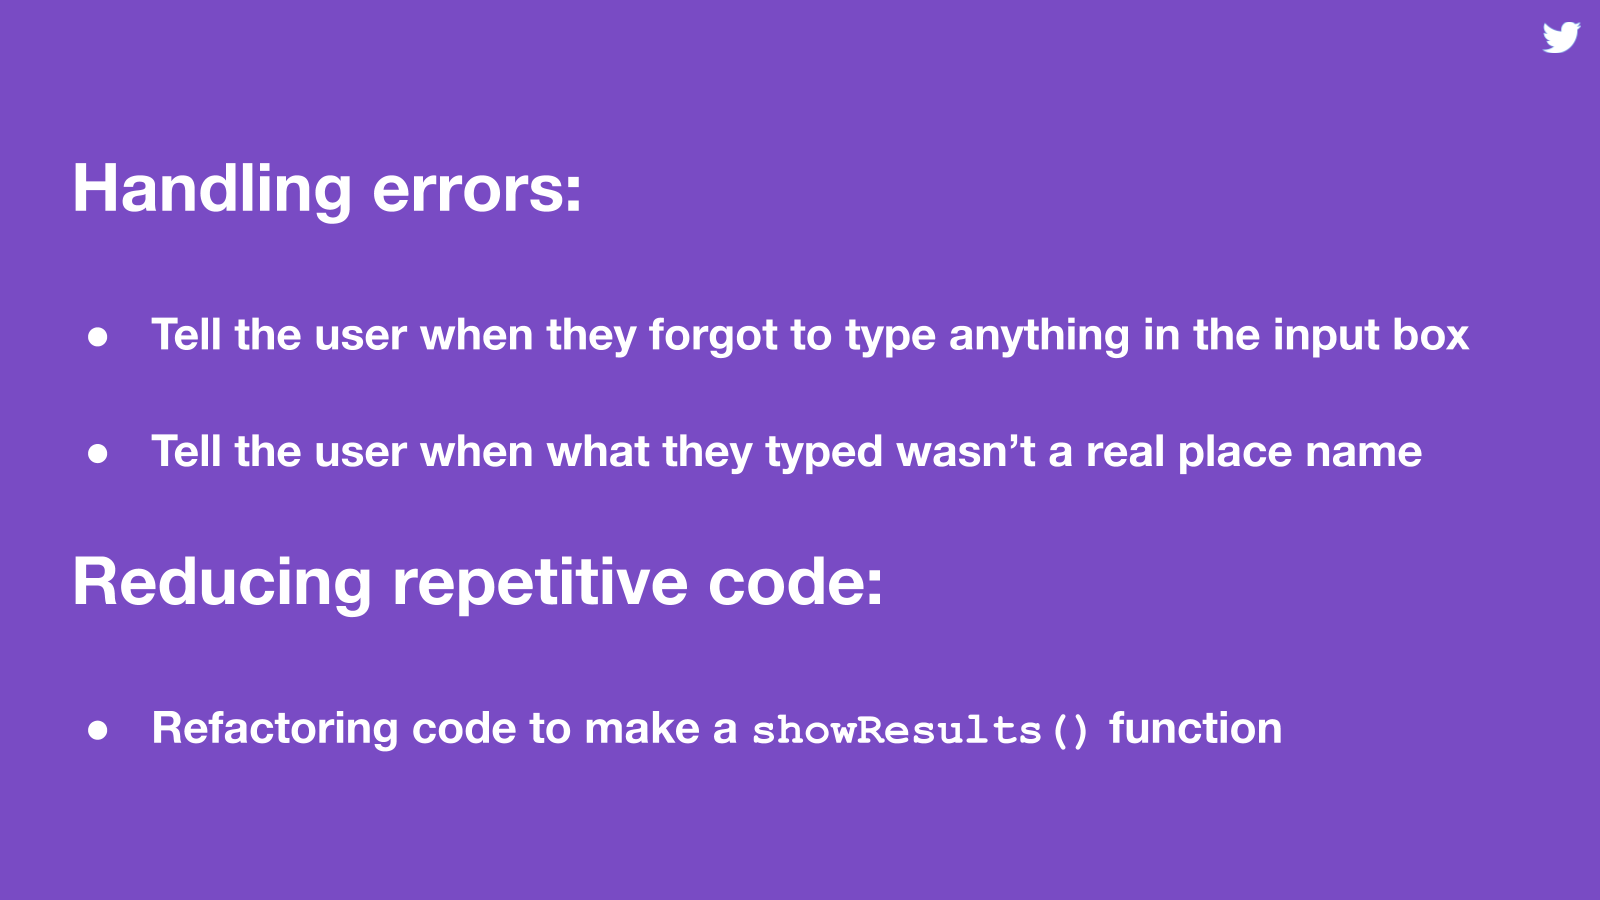 Handling errors:
● Tell the user when they forgot to type anything in the input box
● Tell the user when what they typed wasn’t a real place name
Reducing repetitive code:
● Refactoring code to make a showResults() function